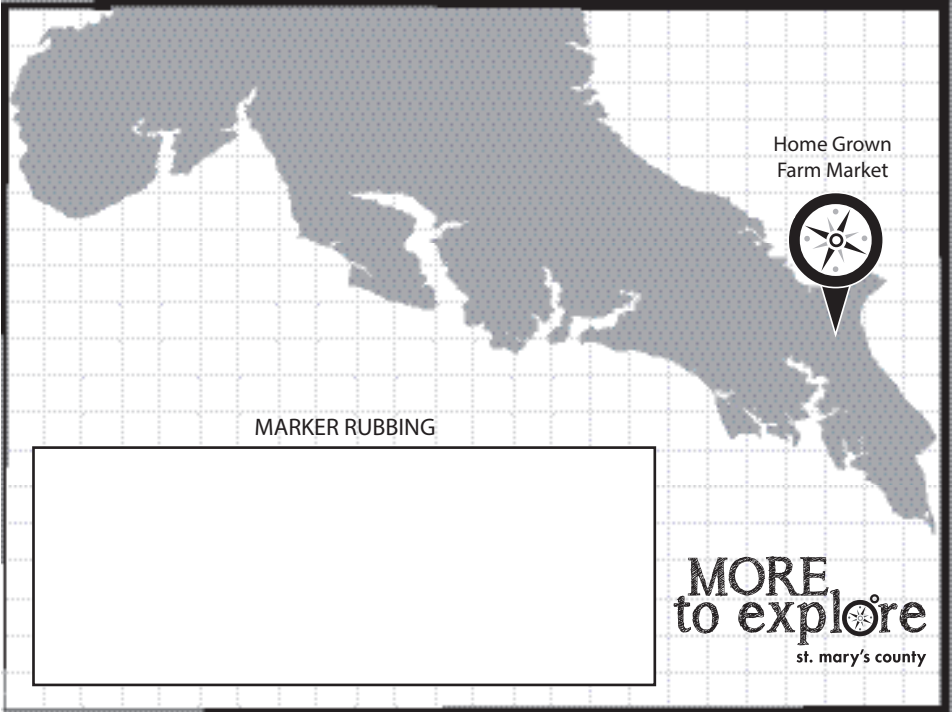 Home Grown
Farm Market
MARKER RUBBING
MORE
to explore
st. mary's county